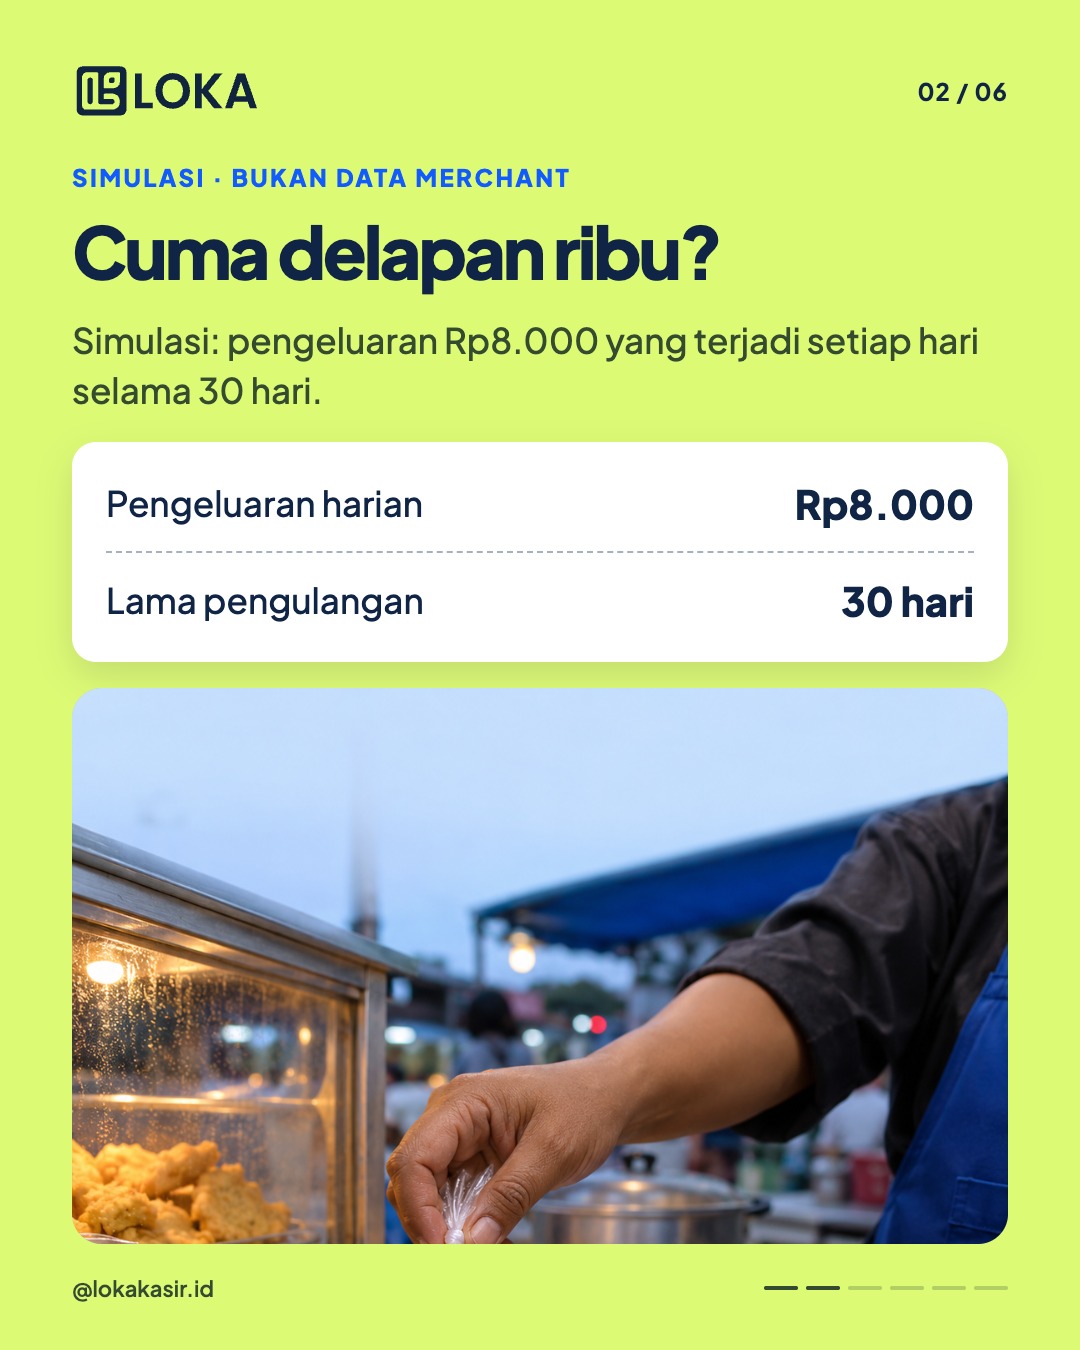 LOKA
02 / 06
SIMULASI · BUKAN DATA MERCHANT
Cuma delapan ribu?
Simulasi: pengeluaran Rp8.000 yang terjadi setiap hari
selama 30 hari.
Pengeluaran harian Rp8.000
Lama pengulangan 30 hari
@lokakasir.id